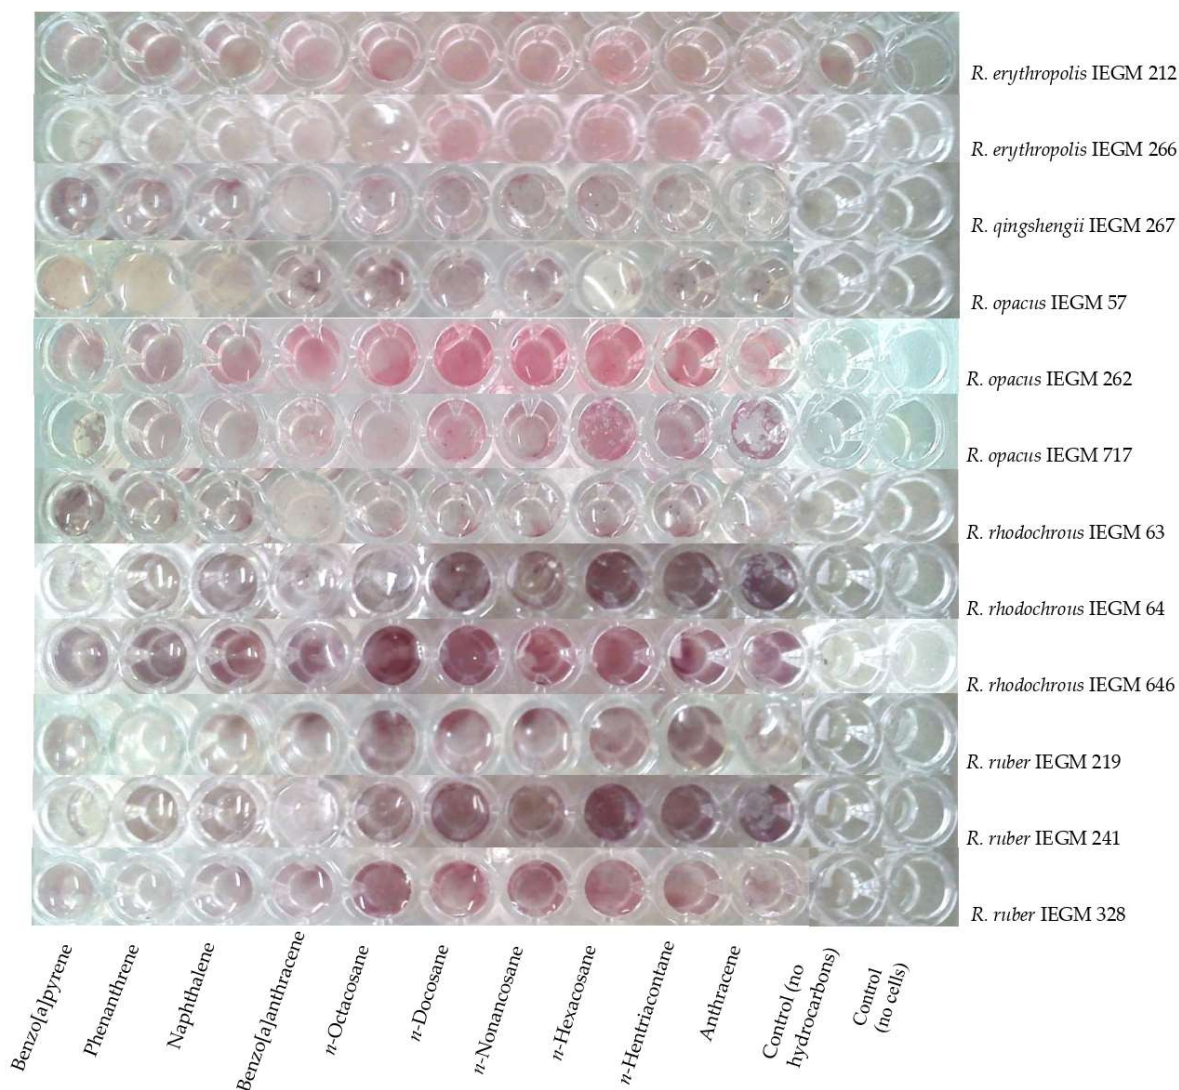 R. erythropolis IEGM 212
R. erythropolis IEGM 266
R. qingshengii IEGM 267
R. opacus IEGM 57
R. opacus IEGM 262
R. opacus IEGM 717
R. rhodochrous IEGM 63
R. rhodochrous IEGM 64
R. rhodochrous IEGM 646
R. ruber IEGM 219
R. ruber IEGM 241
R. ruber IEGM 328
Benzo[a]pyrene
Phenanthrene
Naphthalene
Benzo[a]anthracene
n-Octacosane
n-Docosane
n-Nonancosane
n-Hexacosane
n-Hentriacontane
Anthracene
Control (no
hydrocarbons)
Control
(no cells)